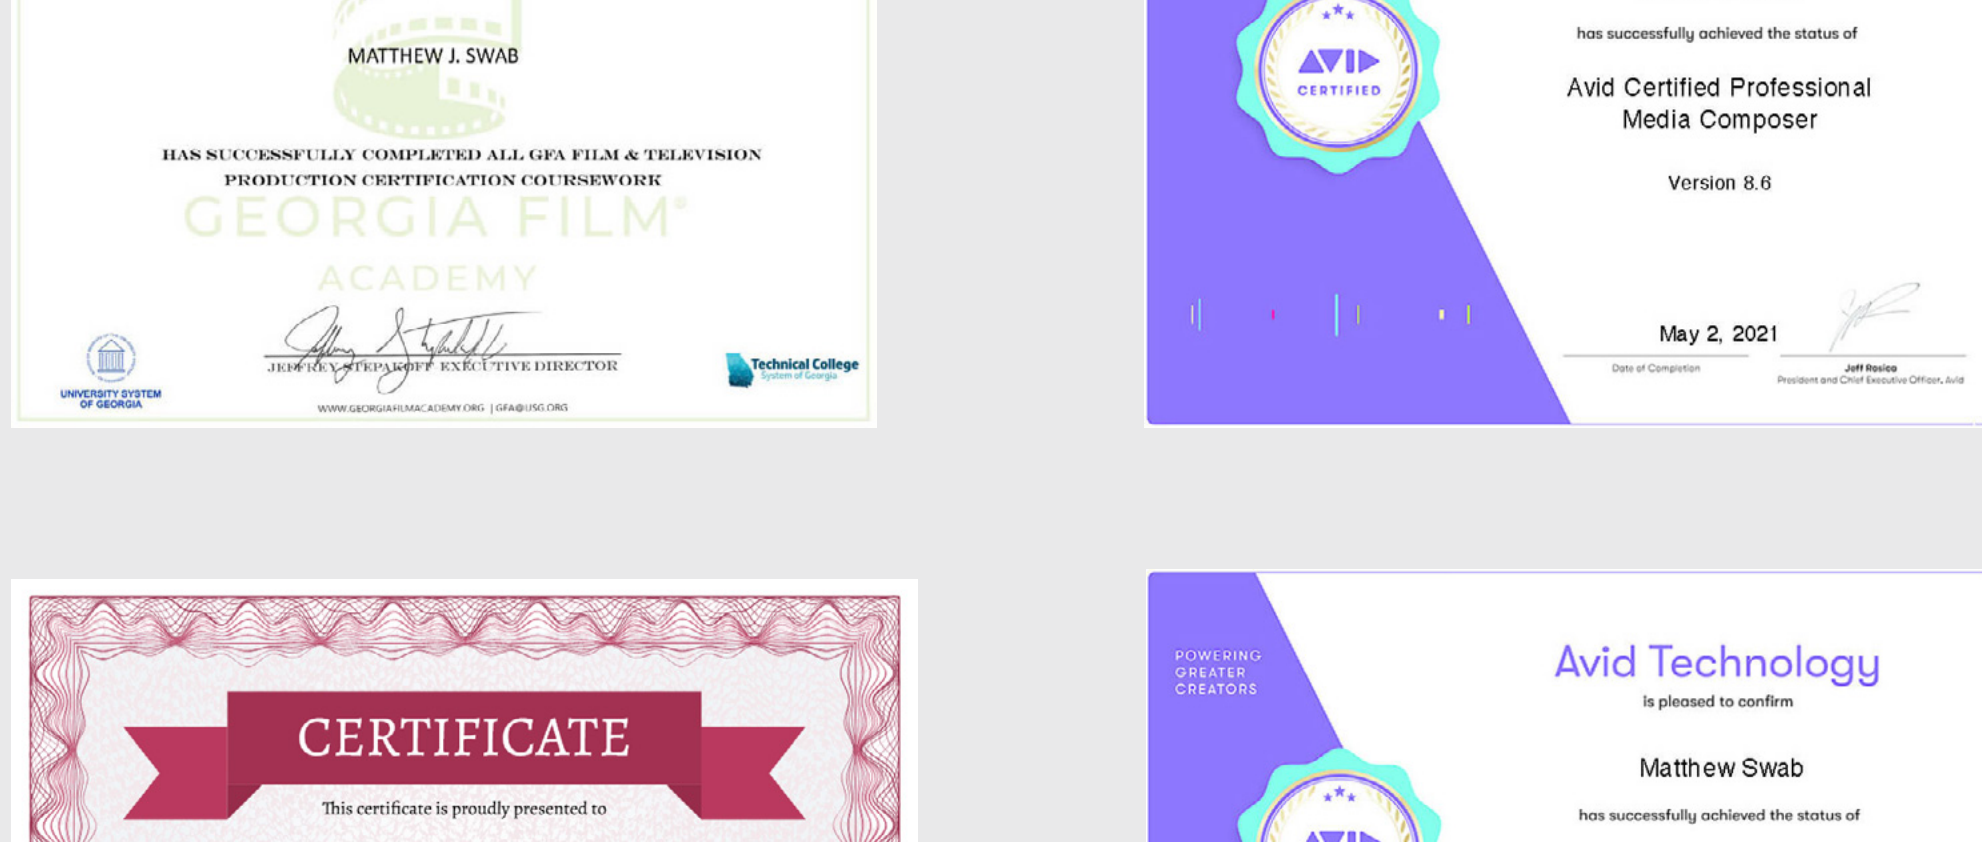 MATTHEW J. SWAB
HAS SUCCESSFULLY COMPLETED ALL GFA FILM & TELEVISION
PRODUCTION CERTIFICATION COURSEWORK
GEORGIA FILM®
ACADEMY
JEFFREY STEPAKOFF EXECUTIVE DIRECTOR
UNIVERSITY SYSTEM
OF GEORGIA
Technical College
System of Georgia
WWW.GEORGIAFILMACADEMY.ORG | GFA@USG.ORG
AVID
CERTIFIED
has successfully achieved the status of
Avid Certified Professional
Media Composer
Version 8.6
May 2, 2021
Date of Completion
Jeff Rosica
President and Chief Executive Officer, Avid
CERTIFICATE
This certificate is proudly presented to
POWERING
GREATER
CREATORS
Avid Technology
is pleased to confirm
Matthew Swab
has successfully achieved the status of
AVID